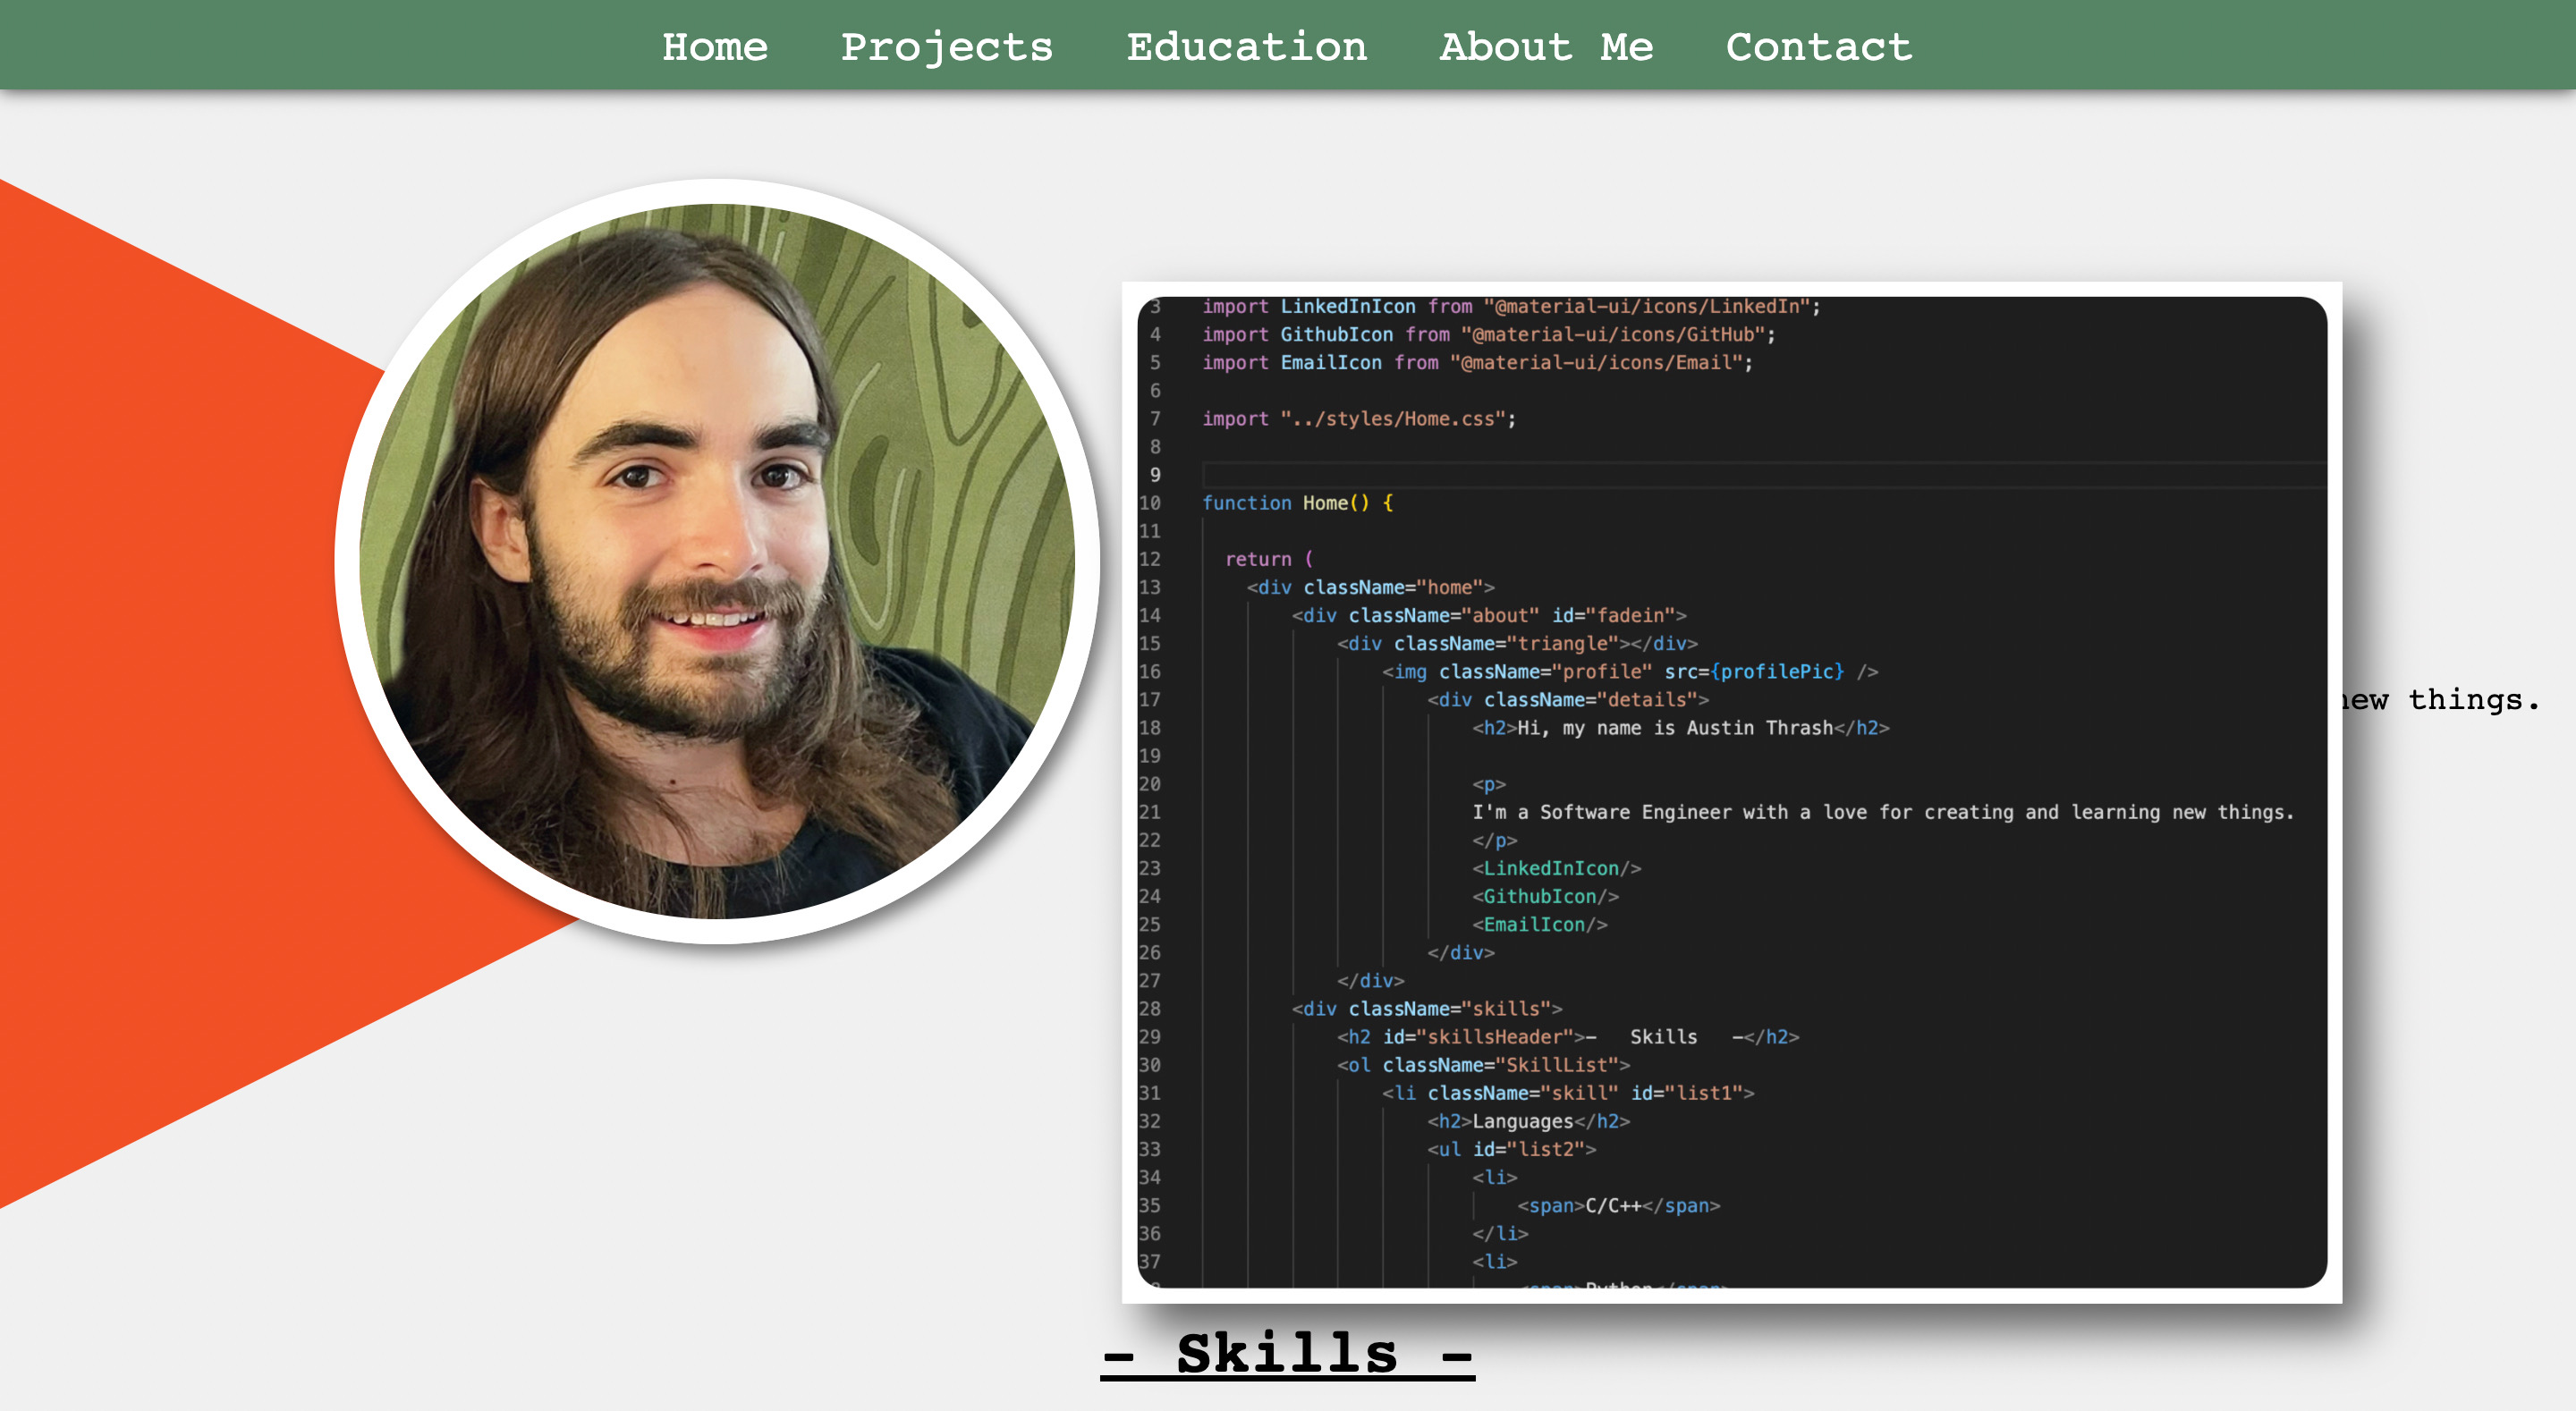 Home Projects Education About Me Contact
3 import LinkedInIcon from "@material-ui/icons/LinkedIn";
4 import GithubIcon from "@material-ui/icons/GitHub";
5 import EmailIcon from "@material-ui/icons/Email";
6
7 import "../styles/Home.css";
8
9
10 function Home() {
11
12 return (
13 <div className="home">
14 <div className="about" id="fadein">
15 <div className="triangle"></div>
16 <img className="profile" src={profilePic} />
17 <div className="details">
new things.
18 <h2>Hi, my name is Austin Thrash</h2>
19
20 <p>
21 I'm a Software Engineer with a love for creating and learning new things.
22 </p>
23 <LinkedInIcon/>
24 <GithubIcon/>
25 <EmailIcon/>
26 </div>
27 </div>
28 <div className="skills">
29 <h2 id="skillsHeader">- Skills -</h2>
30 <ol className="SkillList">
31 <li className="skill" id="list1">
32 <h2>Languages</h2>
33 <ul id="list2">
34 <li>
35 <span>C/C++</span>
36 </li>
37 <li>
<span>Python</span>
- Skills -